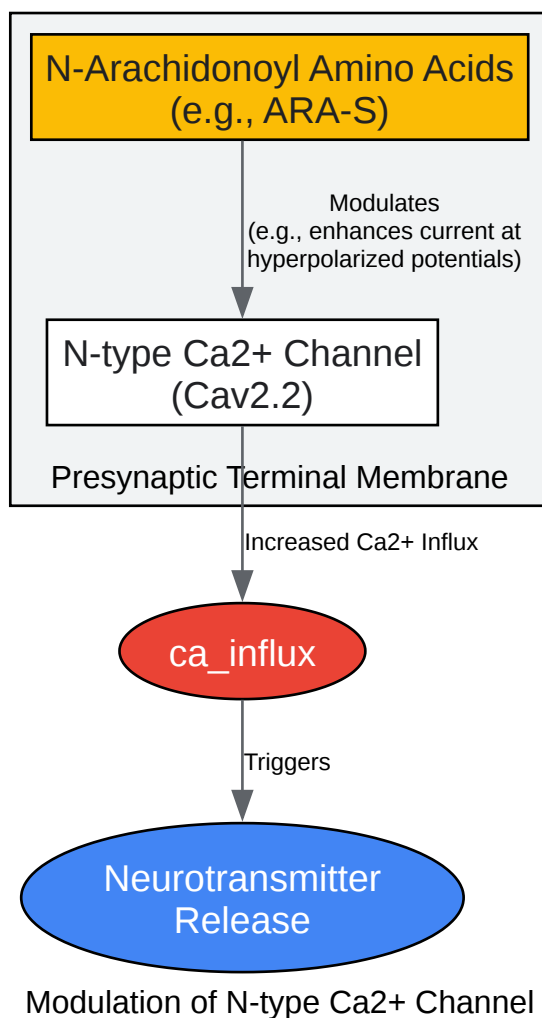 N-Arachidonoyl Amino Acids
(e.g., ARA-S)
Modulates
(e.g., enhances current at
hyperpolarized potentials)
N-type Ca2+ Channel
(Cav2.2)
Presynaptic Terminal Membrane
Increased Ca2+ Influx
ca_influx
Triggers
Neurotransmitter
Release
Modulation of N-type Ca2+ Channel